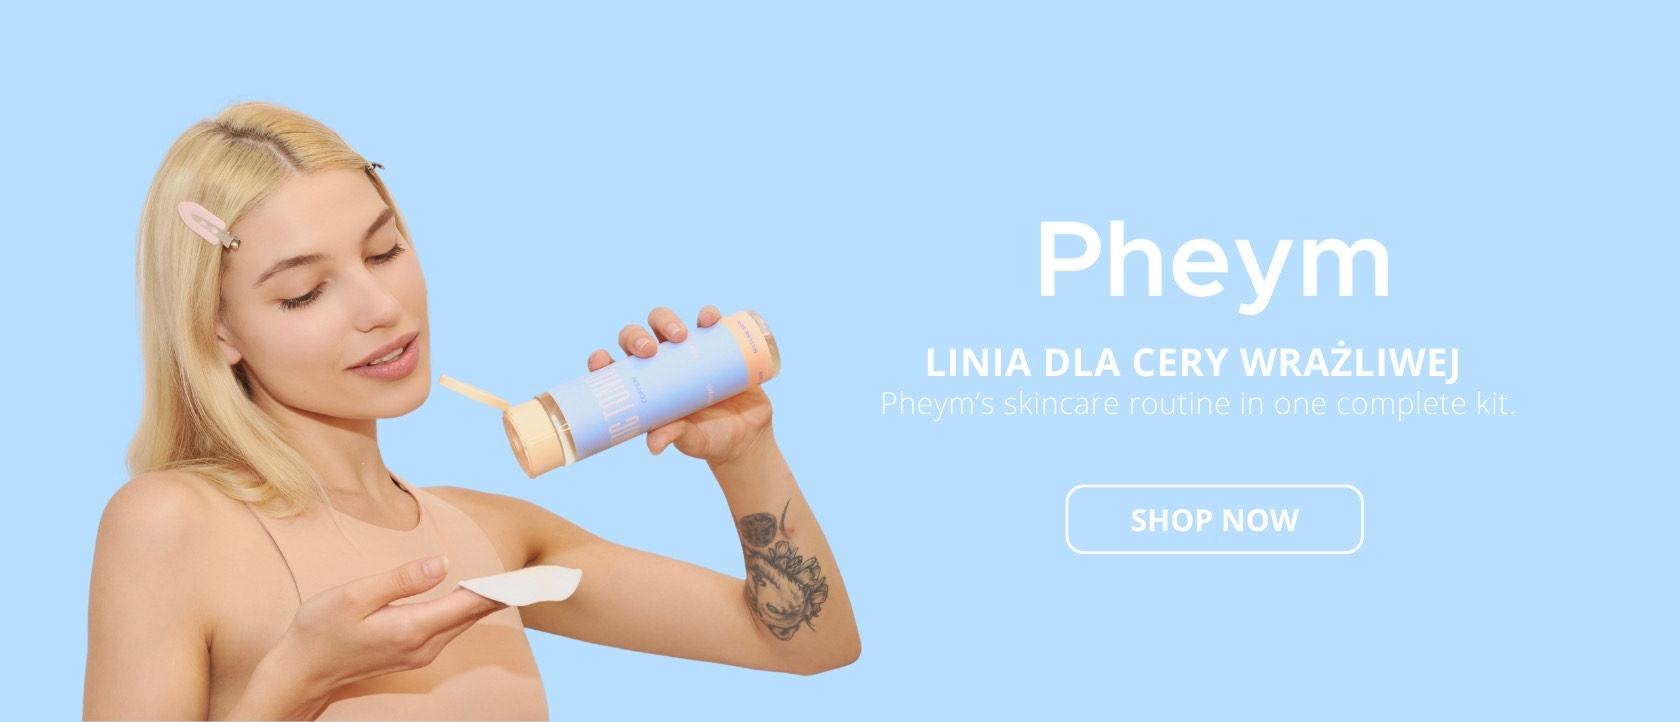 Pheym
LINIA DLA CERY WRAŻLIWEJ
Pheym’s skincare routine in one complete kit.
SHOP NOW